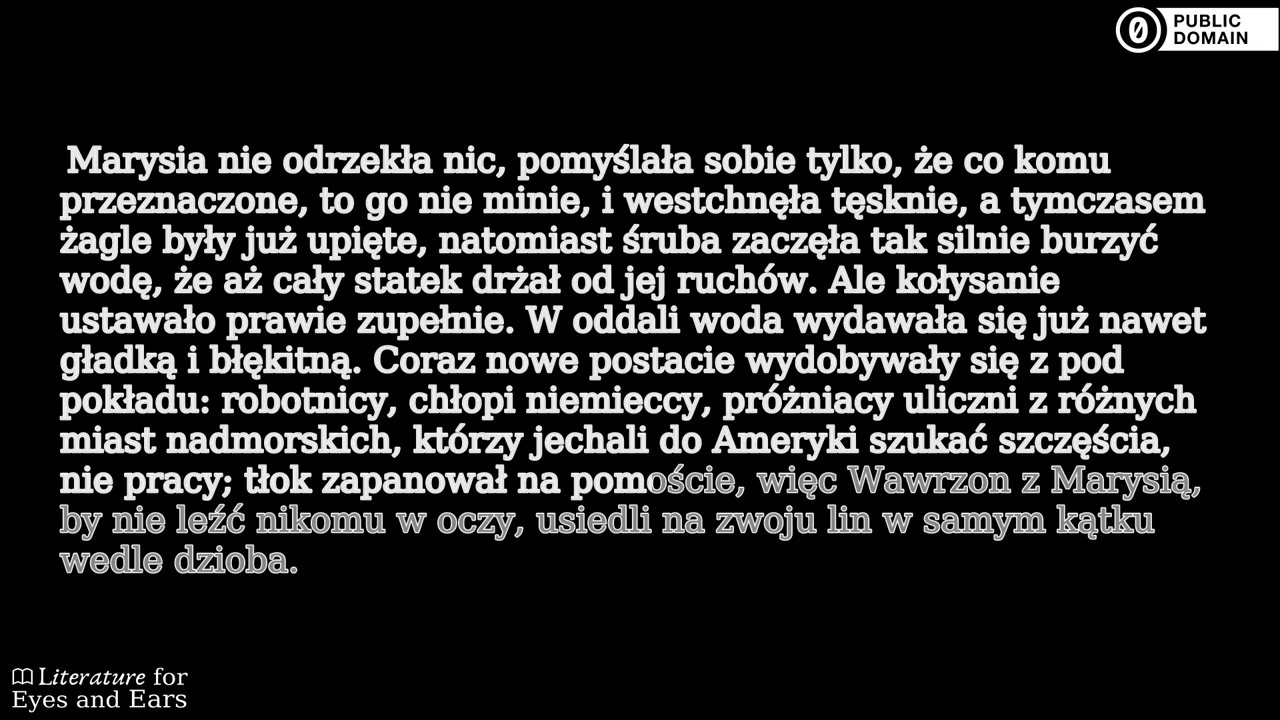 PUBLIC
DOMAIN
Marysia nie odrzekła nic, pomyślała sobie tylko, że co komu
przeznaczone, to go nie minie, i westchnęła tęsknie, a tymczasem
żagle były już upięte, natomiast śruba zaczęła tak silnie burzyć
wodę, że aż cały statek drżał od jej ruchów. Ale kołysanie
ustawało prawie zupełnie. W oddali woda wydawała się już nawet
gładką i błękitną. Coraz nowe postacie wydobywały się z pod
pokładu: robotnicy, chłopi niemieccy, próżniacy uliczni z różnych
miast nadmorskich, którzy jechali do Ameryki szukać szczęścia,
nie pracy; tłok zapanował na pomoście, więc Wawrzon z Marysią,
by nie leźć nikomu w oczy, usiedli na zwoju lin w samym kątku
wedle dzioba.
Literature for
Eyes and Ears